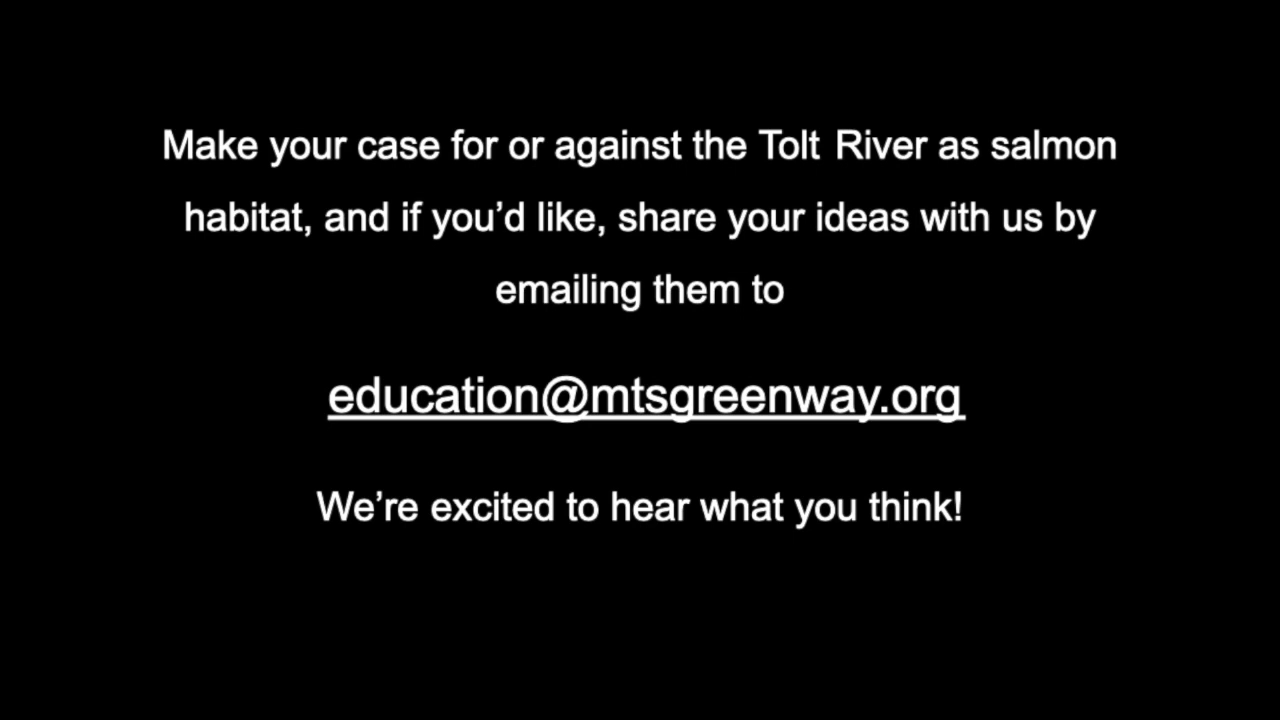 Make your case for or against the Tolt River as salmon
habitat, and if you’d like, share your ideas with us by
emailing them to
education@mtsgreenway.org
We’re excited to hear what you think!